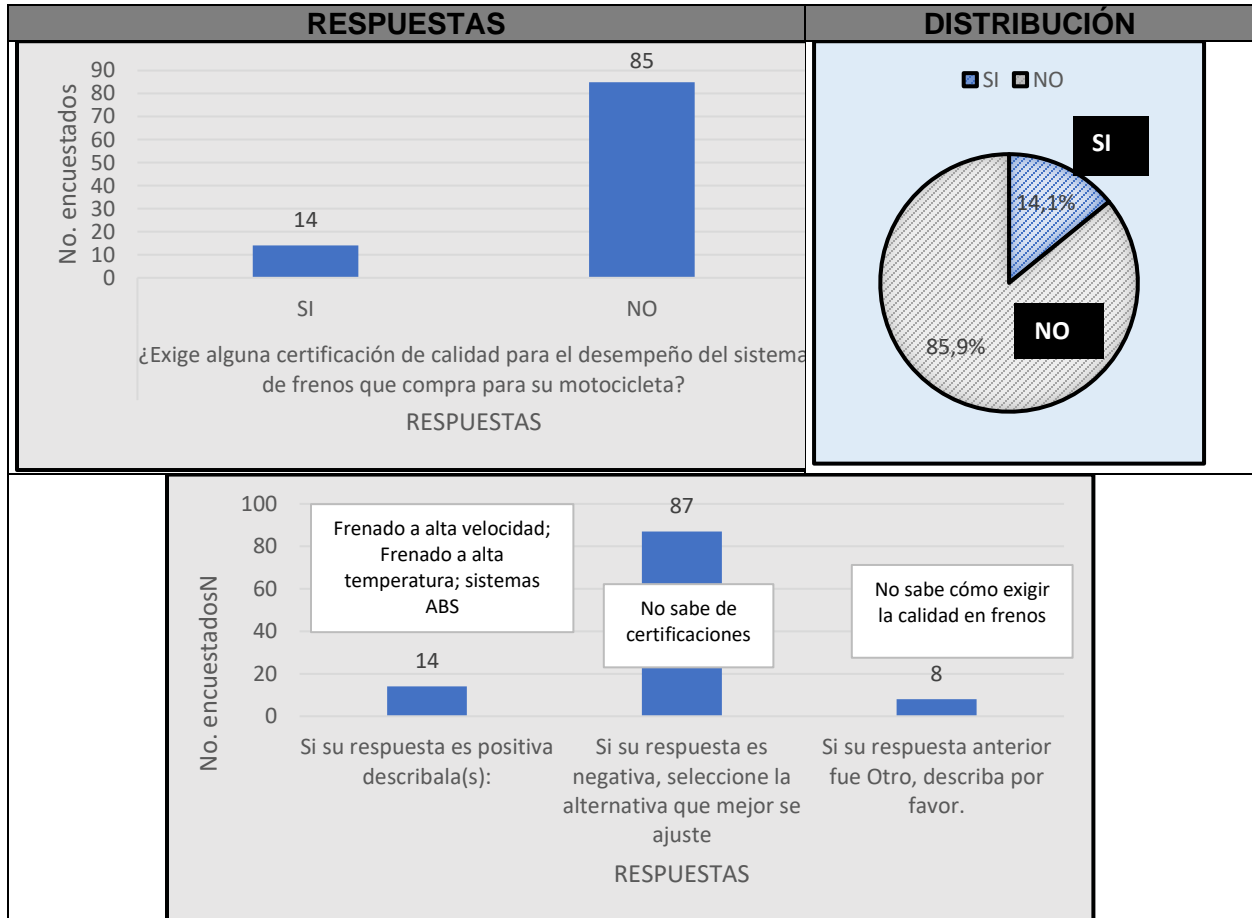 RESPUESTAS
DISTRIBUCIÓN
No. encuestados
90
80
70
60
50
40
30
20
10
0
14
85
SI
NO
¿Exige alguna certificación de calidad para el desempeño del sistema
de frenos que compra para su motocicleta?
RESPUESTAS
SI NO
SI
14,1%
NO
85,9%
No. encuestadosN
100
80
60
40
20
0
Frenado a alta velocidad;
Frenado a alta
temperatura; sistemas
ABS
14
87
No sabe de
certificaciones
No sabe cómo exigir
la calidad en frenos
8
Si su respuesta es positiva
describala(s):
Si su respuesta es
negativa, seleccione la
alternativa que mejor se
ajuste
Si su respuesta anterior
fue Otro, describa por
favor.
RESPUESTAS